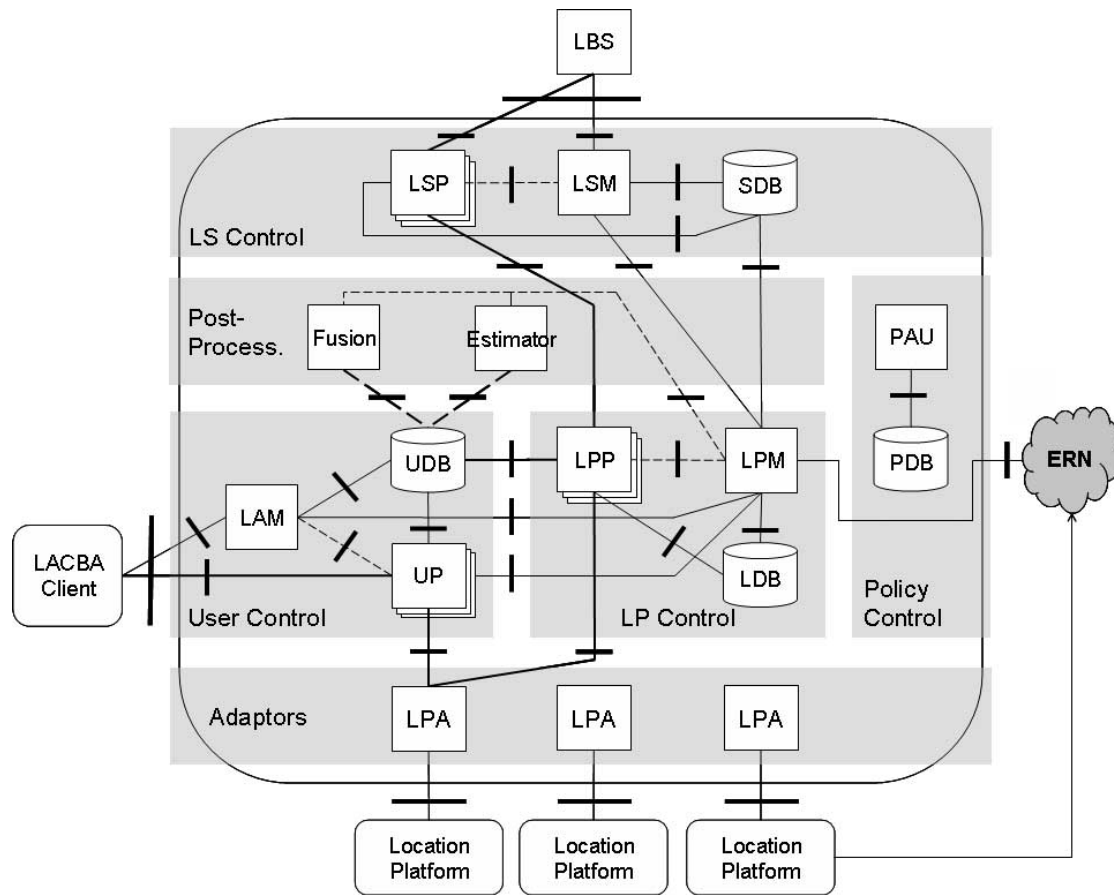 LBS
LSP
LSM
SDB
LS Control
Post-
Process.
Fusion
Estimator
PAU
UDB
LPP
LPM
PDB
ERN
LAM
LACBA
Client
UP
LDB
User Control
LP Control
Policy
Control
Adaptors
LPA
LPA
LPA
Location
Platform
Location
Platform
Location
Platform